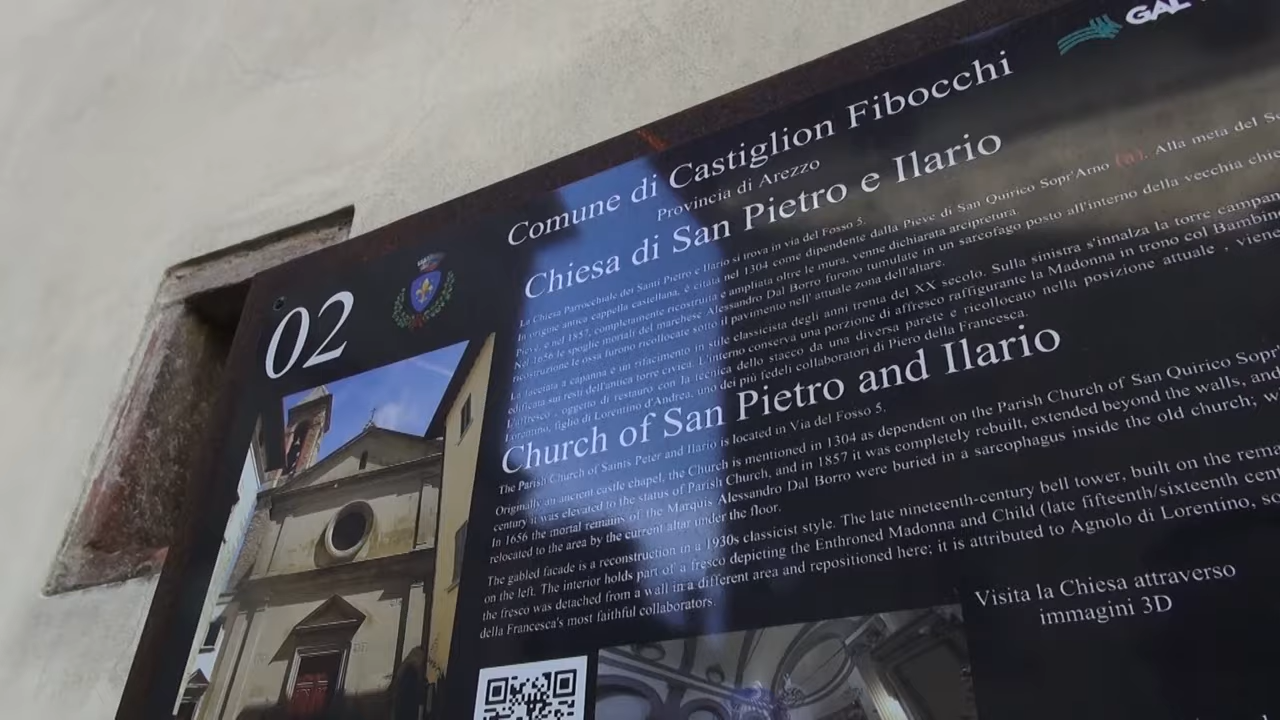 GAL
Comune di Castiglion Fibocchi
Provincia di Arezzo
02
Chiesa di San Pietro e Ilario
La Chiesa Parrocchiale dei Santi Pietro e Ilario si trova in via del Fosso 5.
In origine antica cappella castellana, è citata nel 1304 come dipendente dalla Pieve di San Quirico Sopr'Arno (a). Alla metà del
Pieve, e nel 1857, completamente ricostruita e ampliata oltre le mura, venne dichiarata arcipretura.
Nel 1656 le spoglie mortali del marchese Alessandro Dal Borro furono tumulate in un sarcofago posto all'interno della vecchia
ricostruzione le ossa furono ricollocate sotto il pavimento nell' attuale zona dell'altare.
La facciata a capanna è un rifacimento in stile classicista degli anni trenta del XX secolo. Sulla sinistra s'innalza la torre
edificata sui resti dell'antica torre civica. L'interno conserva una porzione di affresco raffigurante la Madonna in trono col
L'affresco , oggetto di restauro con la tecnica dello stacco da una diversa parete e ricollocato nella posizione attuale , viene
Lorentino, figlio di Lorentino d'Andrea, uno dei più fedeli collaboratori di Piero della Francesca.
Church of San Pietro and Ilario
The Parish Church of Saints Peter and Ilario is located in Via del Fosso 5.
Originally an ancient castle chapel, the Church is mentioned in 1304 as dependent on the Parish Church of San Quirico
century it was elevated to the status of Parish Church, and in 1857 it was completely rebuilt, extended beyond the walls, and
In 1656 the mortal remains of the Marquis Alessandro Dal Borro were buried in a sarcophagus inside the old church;
relocated to the area by the current altar under the floor.
The gabled facade is a reconstruction in a 1930s classicist style. The late nineteenth-century bell tower, built on the
on the left. The interior holds part of a fresco depicting the Enthroned Madonna and Child (late fifteenth/sixteenth
the fresco was detached from a wall in a different area and repositioned here; it is attributed to Agnolo di Lorentino,
della Francesca's most faithful collaborators.
Visita la Chiesa attraverso
immagini 3D